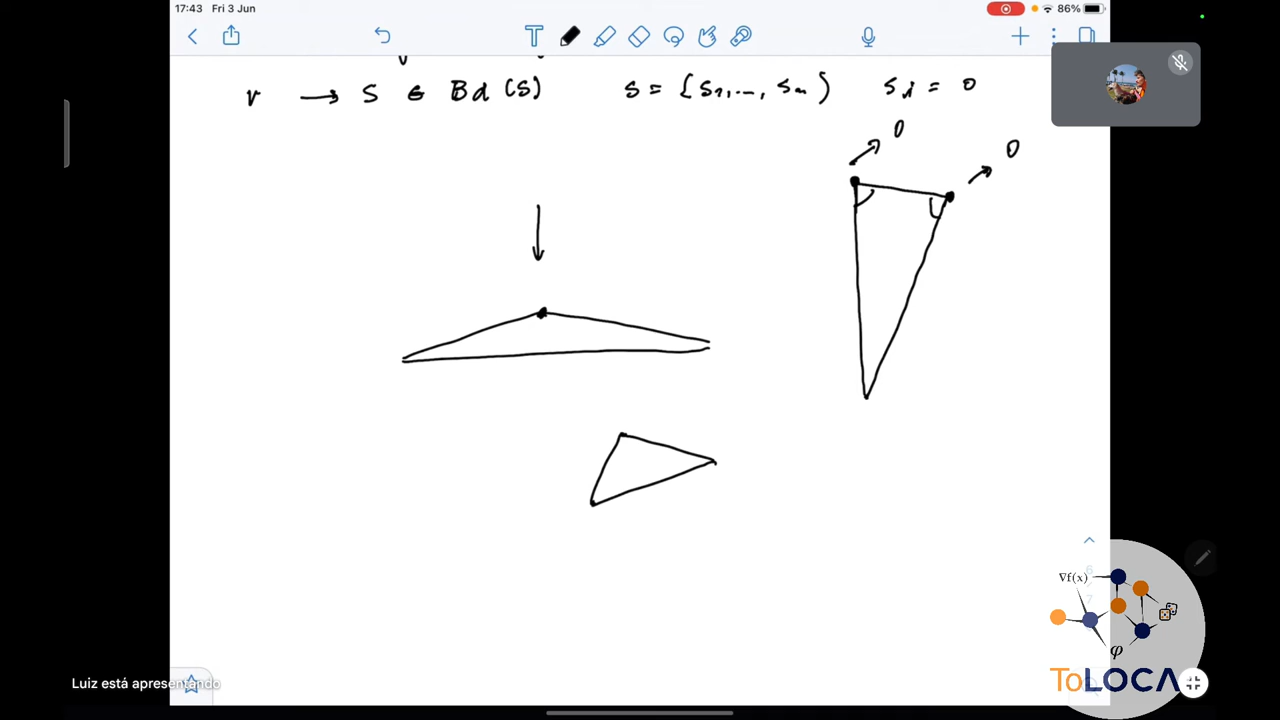 17:43 Fri 3 Jun 86%
r → S ∈ Bd (S) s = {s1,..., sn) si = 0
0
0
∇f(x)
φ
ToLOCA
Luiz está apresentando